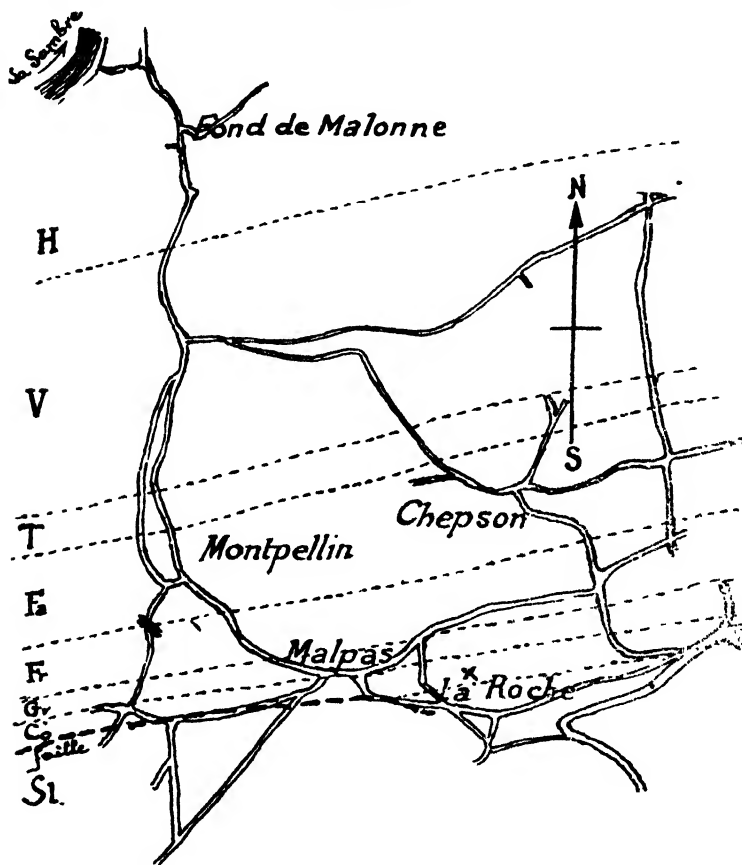 La Sambre
Fond de Malonne
N
H
V
S
Chepson
T
Montpellin
Fa
Malpas
Fr
La Roche
Gr
Co
faille
Sl.